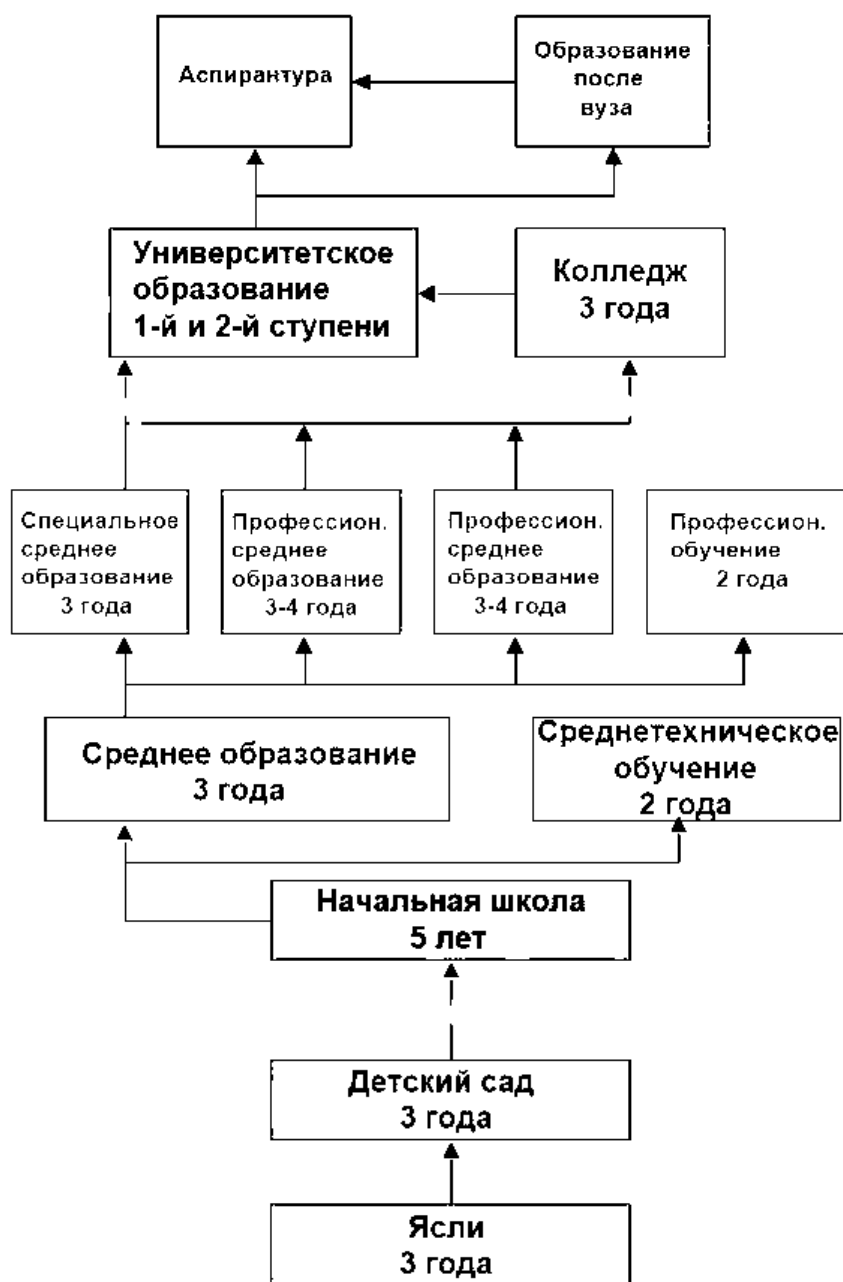 Аспирантура
Образование
после
вуза
Университетское
образование
1-й и 2-й ступени
Колледж
3 года
Специальное
среднее
образование
3 года
Профессион.
среднее
образование
3-4 года
Профессион.
среднее
образование
3-4 года
Профессион.
обучение
2 года
Среднее образование
3 года
Среднетехническое
обучение
2 года
Начальная школа
5 лет
Детский сад
3 года
Ясли
3 года